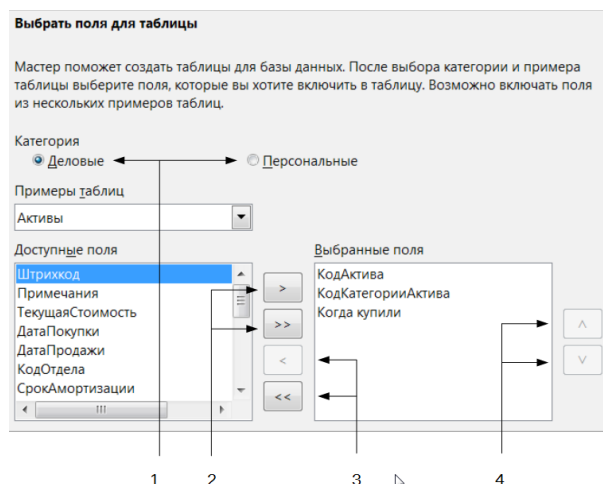 Выбрать поля для таблицы
Мастер поможет создать таблицы для базы данных. После выбора категории и примера
таблицы выберите поля, которые вы хотите включить в таблицу. Возможно включать поля
из нескольких примеров таблиц.
Категория
Деловые Персональные
Примеры таблиц
Активы
Доступные поля Выбранные поля
Штрихкод КодАктива
Примечания > КодКатегорииАктива
ТекущаяСтоимость Когда купили
ДатаПокупки >> ^
ДатаПродажи
КодОтдела < v
СрокАмортизации <<
1 2 3 4